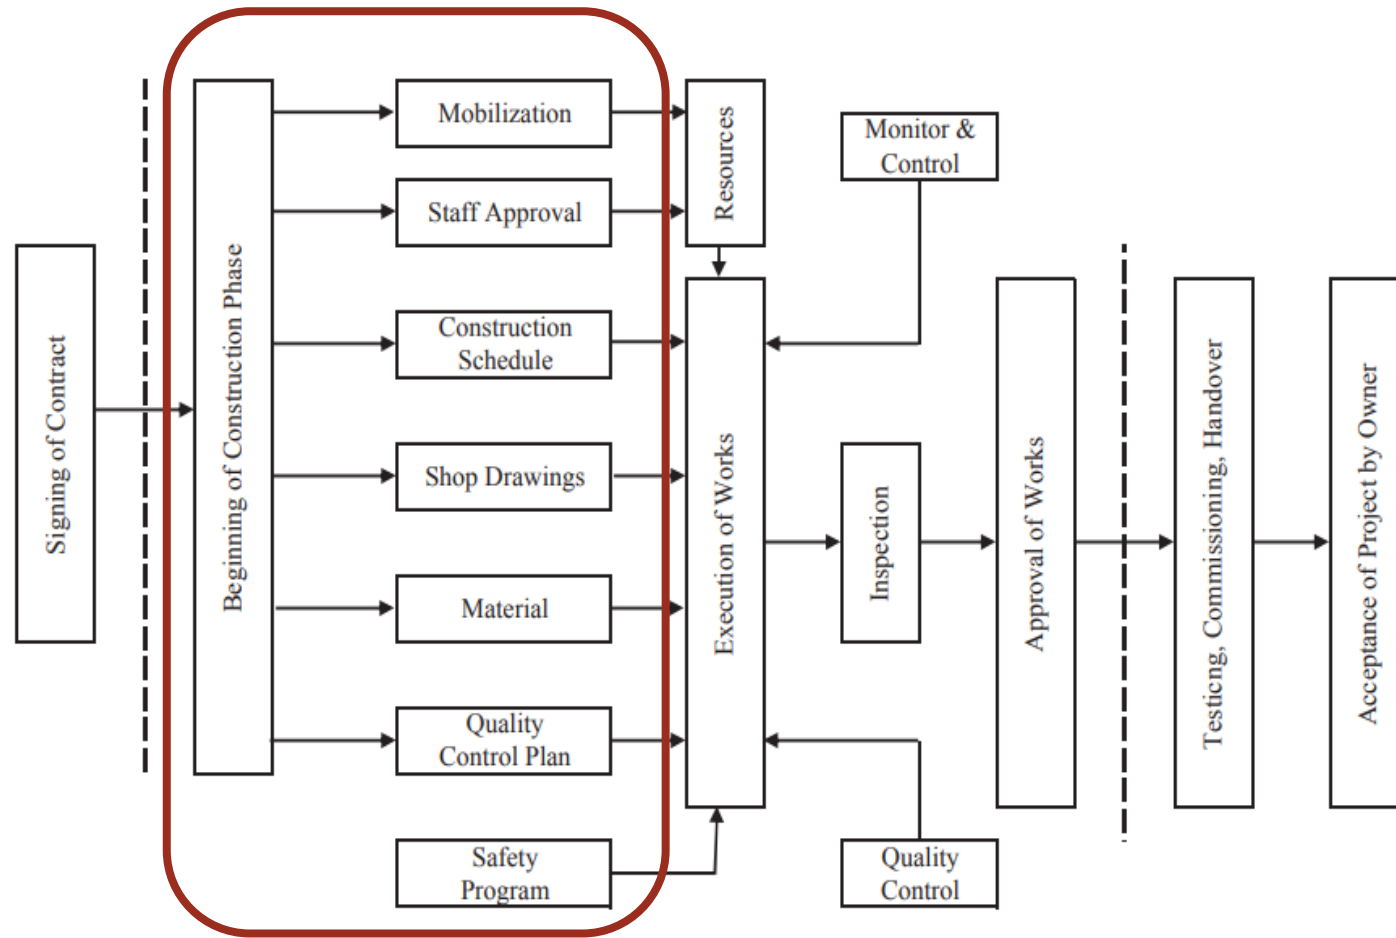 Signing of Contract
Beginning of Construction Phase
Mobilization
Staff Approval
Construction
Schedule
Shop Drawings
Material
Quality
Control Plan
Safety
Program
Resources
Execution of Works
Monitor &
Control
Inspection
Quality
Control
Approval of Works
Testicng, Commissioning, Handover
Acceptance of Project by Owner